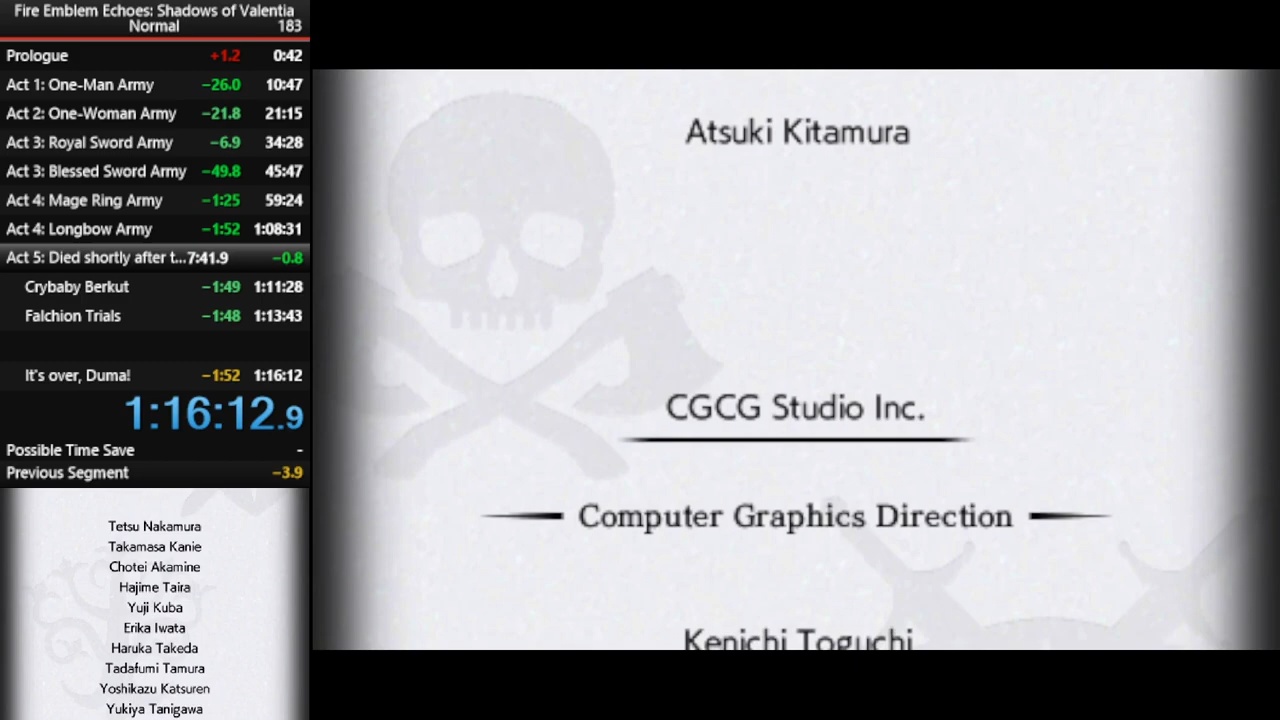 Fire Emblem Echoes: Shadows of Valentia
Normal 183
Prologue +1.2 0:42
Act 1: One-Man Army −26.0 10:47
Act 2: One-Woman Army −21.8 21:15
Act 3: Royal Sword Army −6.9 34:28
Act 3: Blessed Sword Army −49.8 45:47
Act 4: Mage Ring Army −1:25 59:24
Act 4: Longbow Army −1:52 1:08:31
Act 5: Died shortly after t...7:41.9 −0.8
Crybaby Berkut −1:49 1:11:28
Falchion Trials −1:48 1:13:43
It's over, Duma! −1:52 1:16:12
1:16:12.9
Possible Time Save -
Previous Segment −3.9
Tetsu Nakamura
Takamasa Kanie
Chotei Akamine
Hajime Taira
Yuji Kuba
Erika Iwata
Haruka Takeda
Tadafumi Tamura
Yoshikazu Katsuren
Yukiya Tanigawa
Atsuki Kitamura
CGCG Studio Inc.
Computer Graphics Direction
Kenichi Toguchi